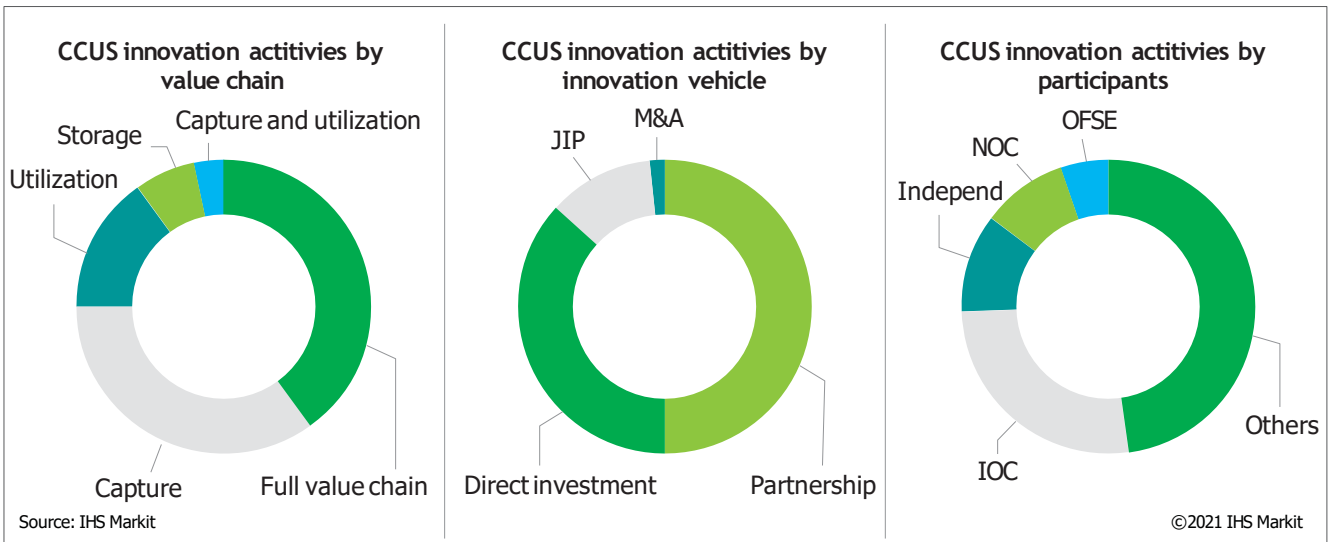 CCUS innovation actitivies by
value chain
Capture and utilization
Storage
Utilization
Capture
Full value chain
CCUS innovation actitivies by
innovation vehicle
M&A
JIP
Direct investment
Partnership
CCUS innovation actitivies by
participants
OFSE
NOC
Independ
Others
IOC
Source: IHS Markit
©2021 IHS Markit